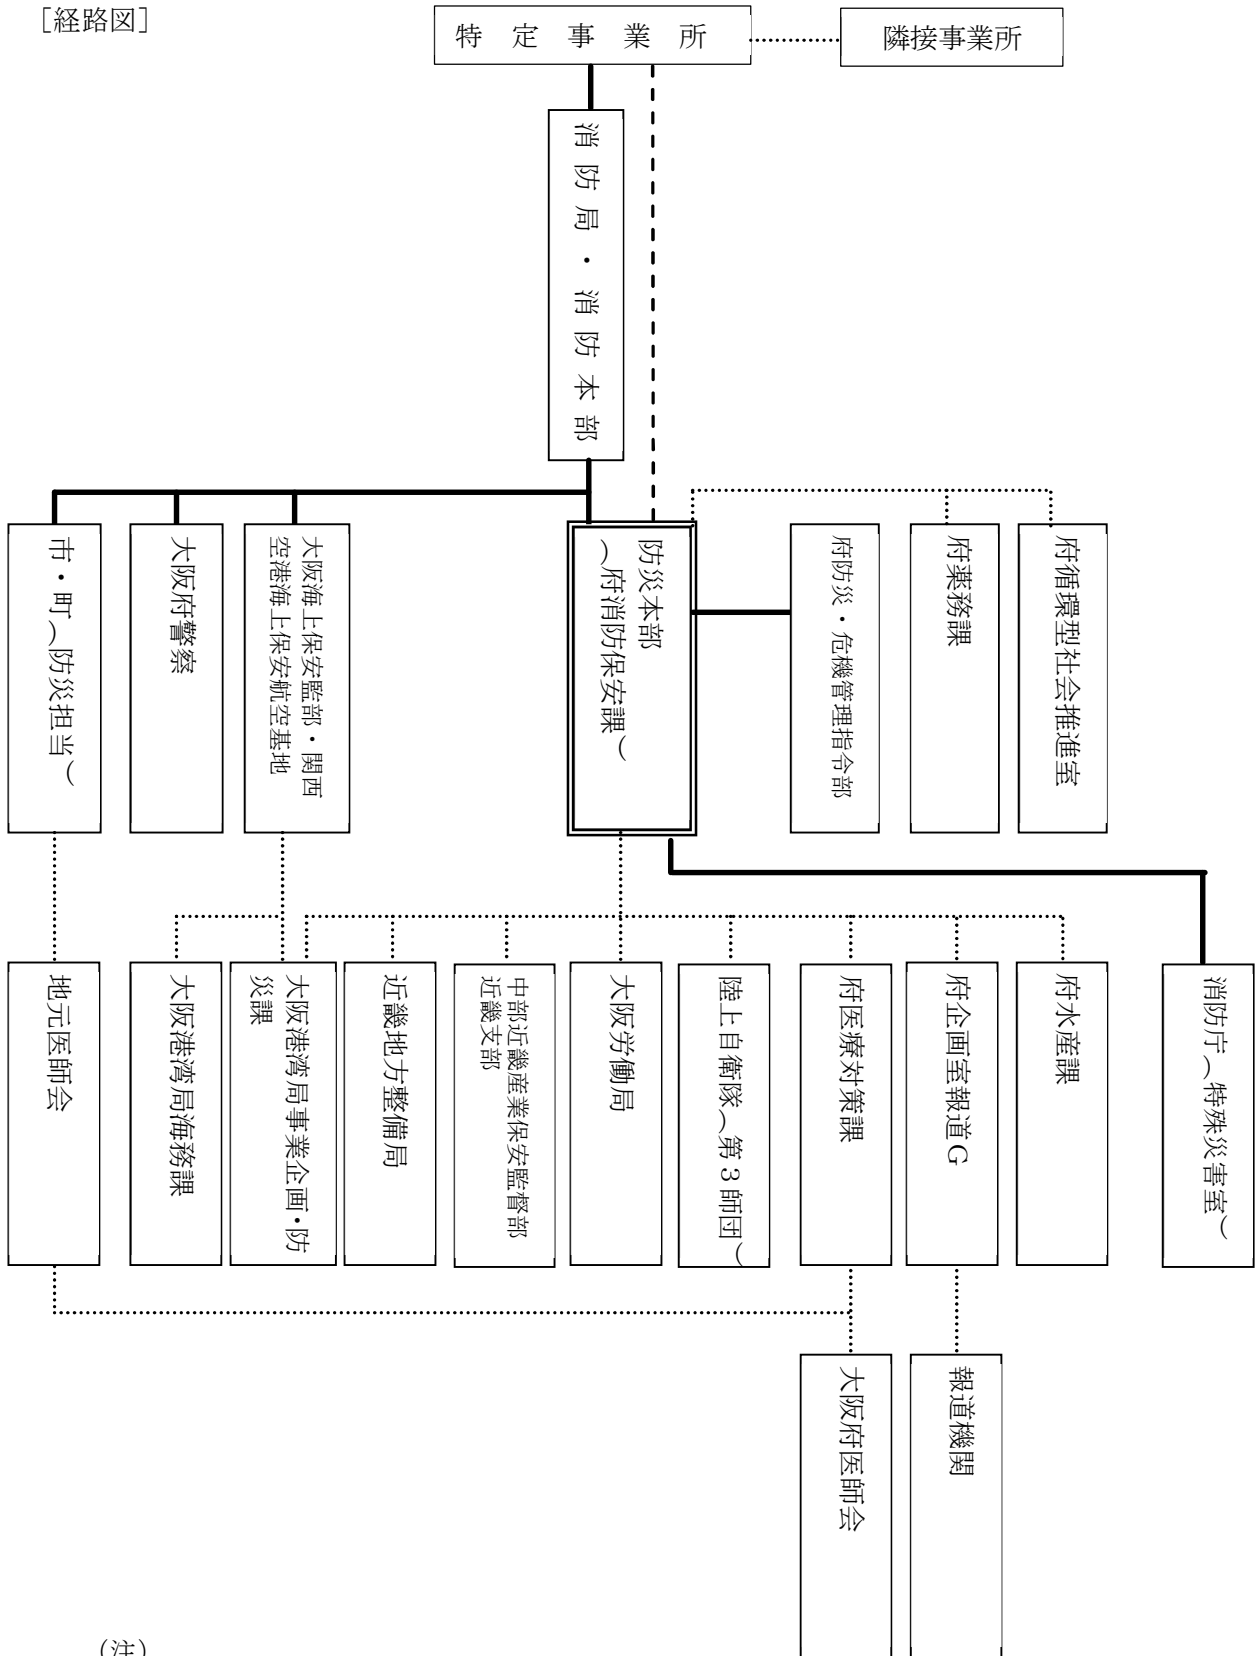 ［経路図］
特定事業所
隣接事業所
消防局・消防本部
府循環型社会推進室
府薬務課
府防災・危機管理指令部
防災本部
（府消防保安課）
大阪海上保安監部・関西
空港海上保安航空基地
大阪府警察
市・町（防災担当）
消防庁（特殊災害室）
府水産課
府企画室報道G
府医療対策課
陸上自衛隊（第３師団）
大阪労働局
中部近畿産業保安監督部
近畿支部
近畿地方整備局
大阪港湾局事業企画・防
災課
大阪港湾局海務課
地元医師会
報道機関
大阪府医師会
（注）